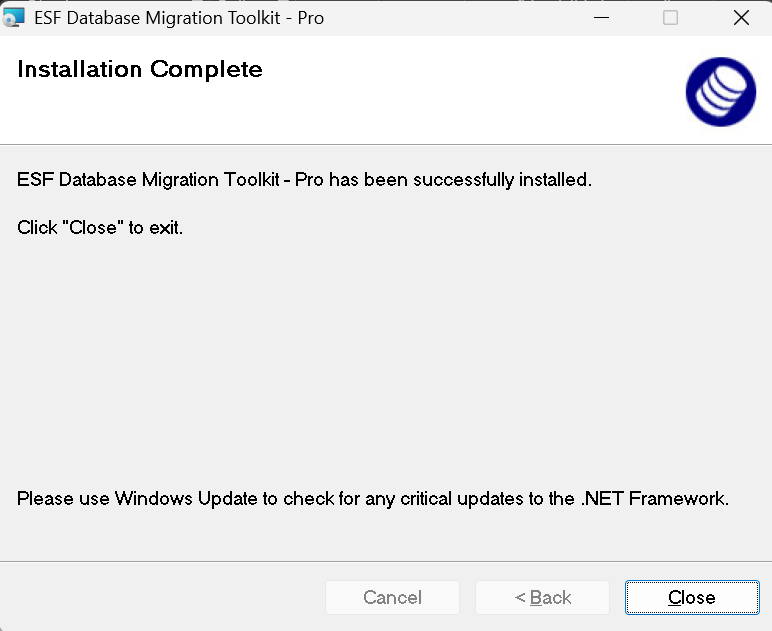 ESF Database Migration Toolkit - Pro
Installation Complete
ESF Database Migration Toolkit - Pro has been successfully installed.
Click "Close" to exit.
Please use Windows Update to check for any critical updates to the .NET Framework.
Cancel
< Back
Close